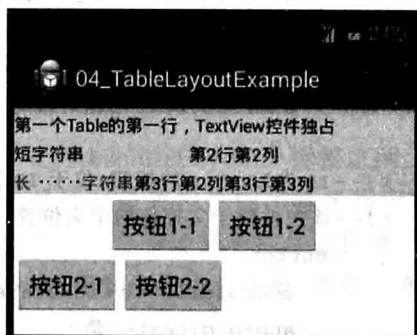 2:05
04_TableLayoutExample
第一个Table的第一行，TextView控件独占
短字符串 第2行第2列
长 ……字符串第3行第2列第3行第3列
按钮1-1 按钮1-2
按钮2-1 按钮2-2